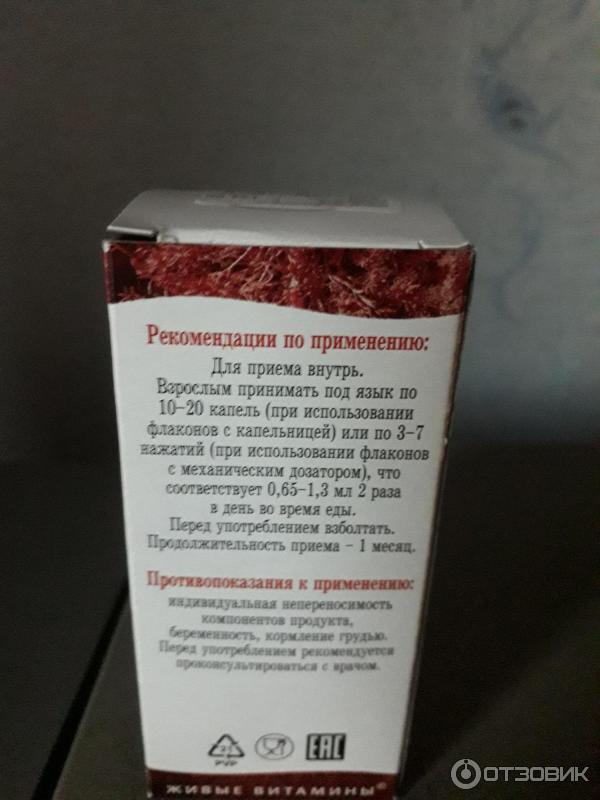 Рекомендации по применению:
Для приема внутрь.
Взрослым принимать под язык по
10–20 капель (при использовании
флаконов с капельницей) или по 3–7
нажатий (при использовании флаконов
с механическим дозатором), что
соответствует 0,65–1,3 мл 2 раза
в день во время еды.
Перед употреблением взболтать.
Продолжительность приема – 1 месяц.
Противопоказания к применению:
индивидуальная непереносимость
компонентов продукта,
беременность, кормление грудью.
Перед употреблением рекомендуется
проконсультироваться с врачом.
21
PVP
EAC
ЖИВЫЕ ВИТАМИНЫ®
ОТЗОВИК